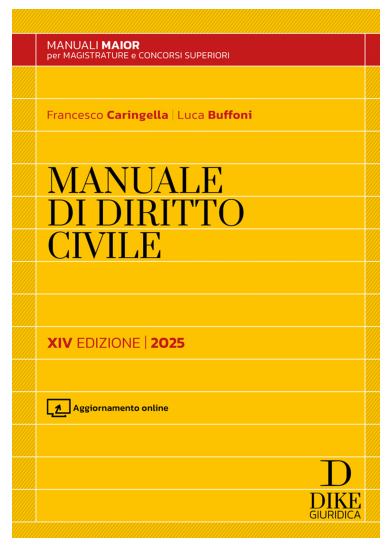 MANUALI MAIOR
per MAGISTRATURE e CONCORSI SUPERIORI
Francesco Caringella | Luca Buffoni
MANUALE
DI DIRITTO
CIVILE
XIV EDIZIONE | 2025
Aggiornamento online
D
DIKE
GIURIDICA